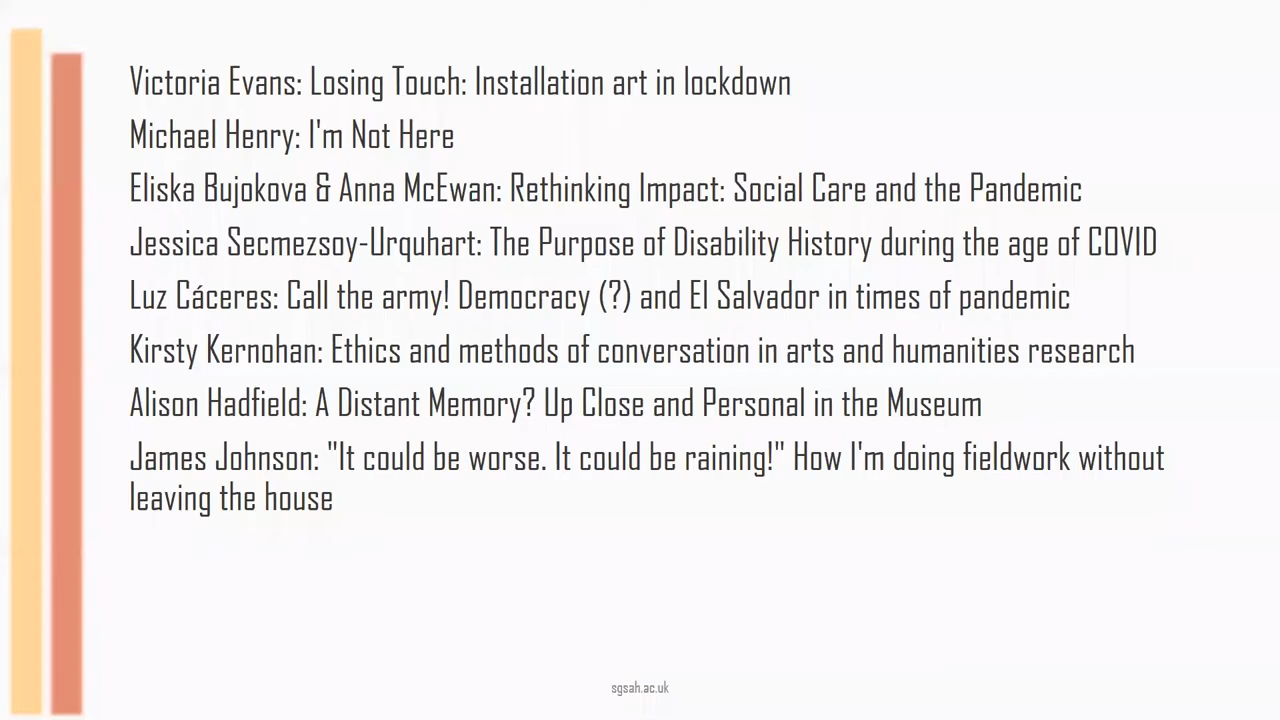 Victoria Evans: Losing Touch: Installation art in lockdown
Michael Henry: I'm Not Here
Eliska Bujokova & Anna McEwan: Rethinking Impact: Social Care and the Pandemic
Jessica Secmezsoy-Urquhart: The Purpose of Disability History during the age of COVID
Luz Cáceres: Call the army! Democracy (?) and El Salvador in times of pandemic
Kirsty Kernohan: Ethics and methods of conversation in arts and humanities research
Alison Hadfield: A Distant Memory? Up Close and Personal in the Museum
James Johnson: "It could be worse. It could be raining!" How I'm doing fieldwork without
leaving the house
sgsah.ac.uk